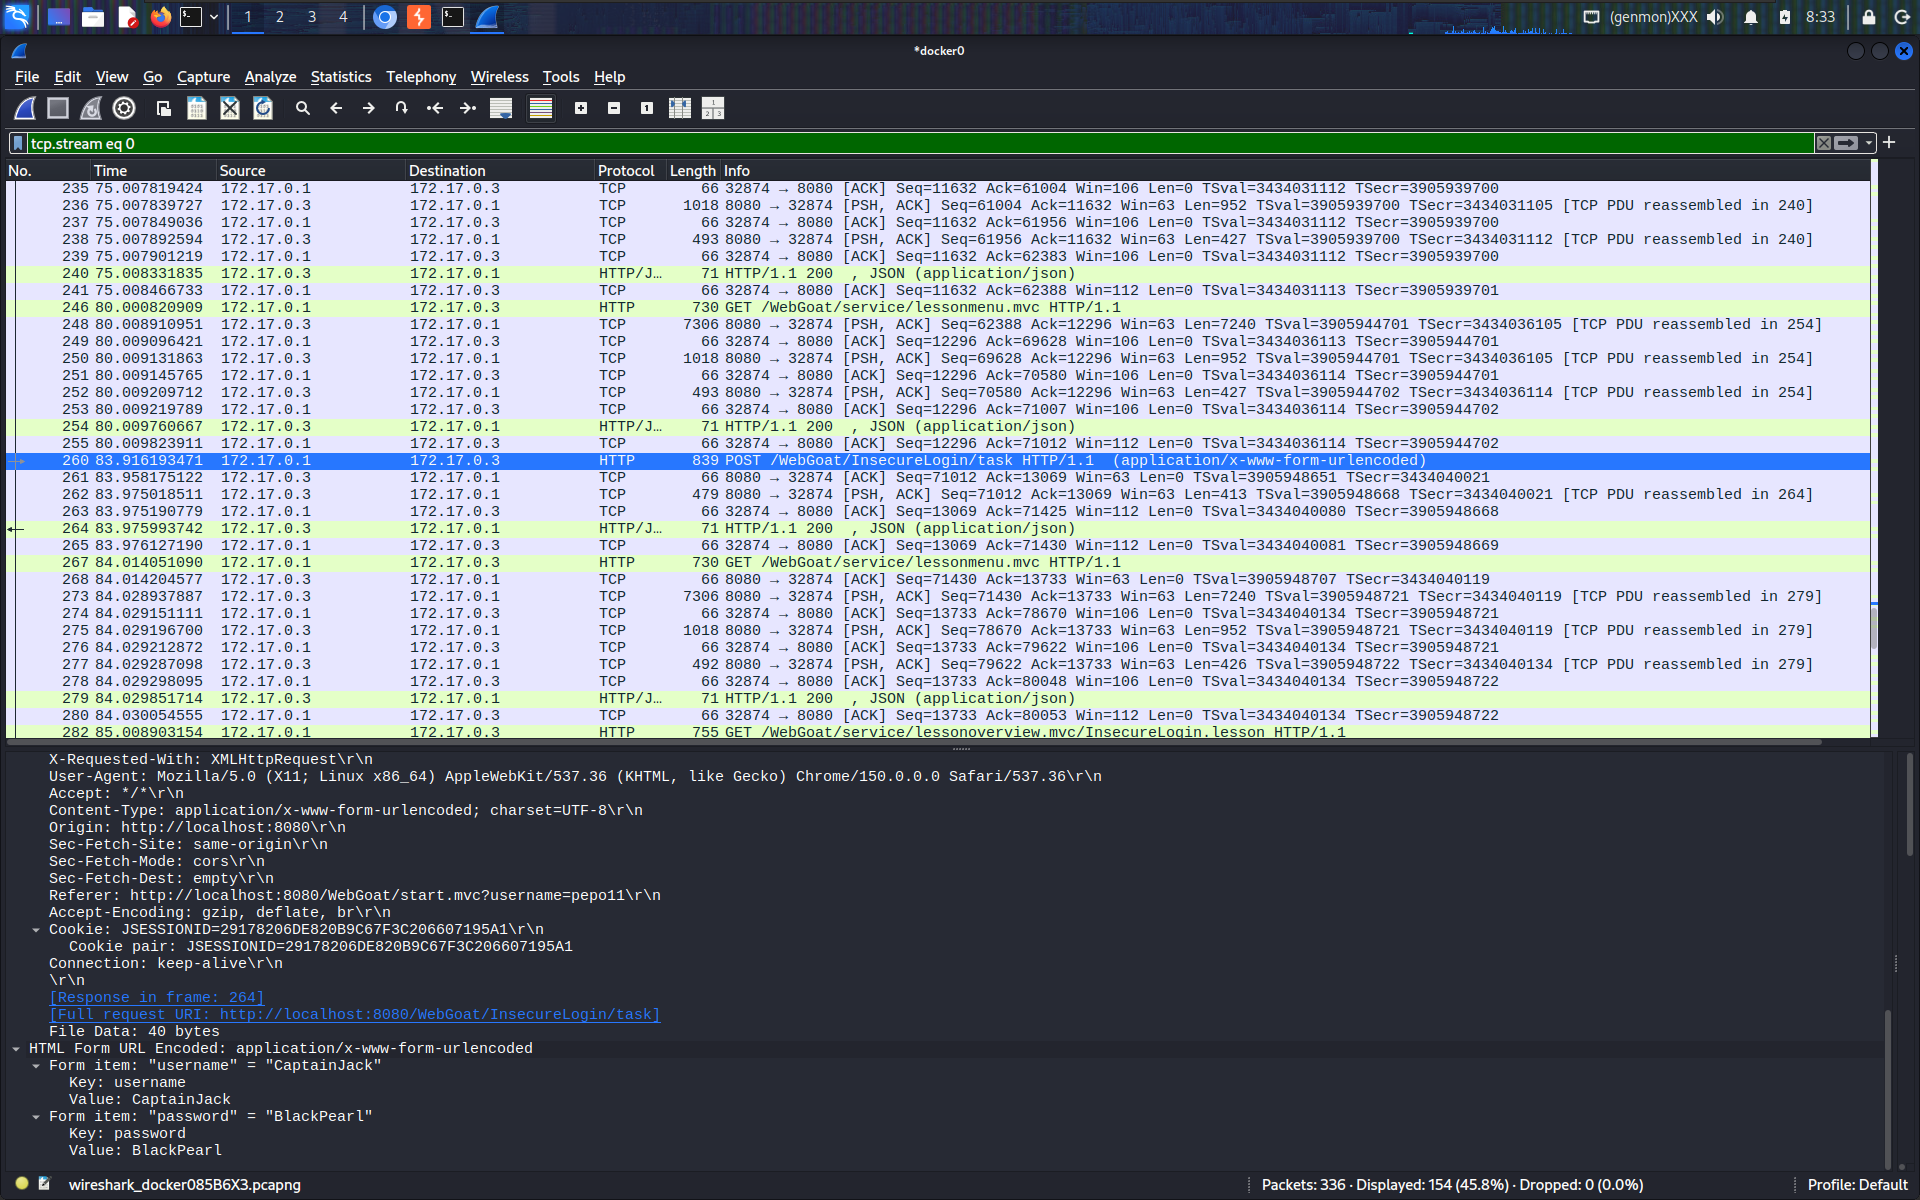 1 2 3 4 (genmon)XXX 8:33
*docker0
File Edit View Go Capture Analyze Statistics Telephony Wireless Tools Help
tcp.stream eq 0
No. Time Source Destination Protocol Length Info
235 75.007819424 172.17.0.1 172.17.0.3 TCP 66 32874 → 8080 [ACK] Seq=11632 Ack=61004 Win=106 Len=0 TSval=3434031112 TSecr=3905939700
236 75.007839727 172.17.0.3 172.17.0.1 TCP 1018 8080 → 32874 [PSH, ACK] Seq=61004 Ack=11632 Win=63 Len=952 TSval=3905939700 TSecr=3434031105 [TCP PDU reassembled in 240]
237 75.007849036 172.17.0.1 172.17.0.3 TCP 66 32874 → 8080 [ACK] Seq=11632 Ack=61956 Win=106 Len=0 TSval=3434031112 TSecr=3905939700
238 75.007892594 172.17.0.3 172.17.0.1 TCP 493 8080 → 32874 [PSH, ACK] Seq=61956 Ack=11632 Win=63 Len=427 TSval=3905939700 TSecr=3434031112 [TCP PDU reassembled in 240]
239 75.007901219 172.17.0.1 172.17.0.3 TCP 66 32874 → 8080 [ACK] Seq=11632 Ack=62383 Win=106 Len=0 TSval=3434031112 TSecr=3905939700
240 75.008331835 172.17.0.3 172.17.0.1 HTTP/J… 71 HTTP/1.1 200 , JSON (application/json)
241 75.008466733 172.17.0.1 172.17.0.3 TCP 66 32874 → 8080 [ACK] Seq=11632 Ack=62388 Win=112 Len=0 TSval=3434031113 TSecr=3905939701
246 80.000820909 172.17.0.1 172.17.0.3 HTTP 730 GET /WebGoat/service/lessonmenu.mvc HTTP/1.1
248 80.008910951 172.17.0.3 172.17.0.1 TCP 7306 8080 → 32874 [PSH, ACK] Seq=62388 Ack=12296 Win=63 Len=7240 TSval=3905944701 TSecr=3434036105 [TCP PDU reassembled in 254]
249 80.009096421 172.17.0.1 172.17.0.3 TCP 66 32874 → 8080 [ACK] Seq=12296 Ack=69628 Win=106 Len=0 TSval=3434036113 TSecr=3905944701
250 80.009131863 172.17.0.3 172.17.0.1 TCP 1018 8080 → 32874 [PSH, ACK] Seq=69628 Ack=12296 Win=63 Len=952 TSval=3905944701 TSecr=3434036105 [TCP PDU reassembled in 254]
251 80.009145765 172.17.0.1 172.17.0.3 TCP 66 32874 → 8080 [ACK] Seq=12296 Ack=70580 Win=106 Len=0 TSval=3434036114 TSecr=3905944701
252 80.009209712 172.17.0.3 172.17.0.1 TCP 493 8080 → 32874 [PSH, ACK] Seq=70580 Ack=12296 Win=63 Len=427 TSval=3905944702 TSecr=3434036114 [TCP PDU reassembled in 254]
253 80.009219789 172.17.0.1 172.17.0.3 TCP 66 32874 → 8080 [ACK] Seq=12296 Ack=71007 Win=106 Len=0 TSval=3434036114 TSecr=3905944702
254 80.009760667 172.17.0.3 172.17.0.1 HTTP/J… 71 HTTP/1.1 200 , JSON (application/json)
255 80.009823911 172.17.0.1 172.17.0.3 TCP 66 32874 → 8080 [ACK] Seq=12296 Ack=71012 Win=112 Len=0 TSval=3434036114 TSecr=3905944702
260 83.916193471 172.17.0.1 172.17.0.3 HTTP 839 POST /WebGoat/InsecureLogin/task HTTP/1.1 (application/x-www-form-urlencoded)
261 83.958175122 172.17.0.3 172.17.0.1 TCP 66 8080 → 32874 [ACK] Seq=71012 Ack=13069 Win=63 Len=0 TSval=3905948651 TSecr=3434040021
262 83.975018511 172.17.0.3 172.17.0.1 TCP 479 8080 → 32874 [PSH, ACK] Seq=71012 Ack=13069 Win=63 Len=413 TSval=3905948668 TSecr=3434040021 [TCP PDU reassembled in 264]
263 83.975190779 172.17.0.1 172.17.0.3 TCP 66 32874 → 8080 [ACK] Seq=13069 Ack=71425 Win=112 Len=0 TSval=3434040080 TSecr=3905948668
264 83.975993742 172.17.0.3 172.17.0.1 HTTP/J… 71 HTTP/1.1 200 , JSON (application/json)
265 83.976127190 172.17.0.1 172.17.0.3 TCP 66 32874 → 8080 [ACK] Seq=13069 Ack=71430 Win=112 Len=0 TSval=3434040081 TSecr=3905948669
267 84.014051090 172.17.0.1 172.17.0.3 HTTP 730 GET /WebGoat/service/lessonmenu.mvc HTTP/1.1
268 84.014204577 172.17.0.3 172.17.0.1 TCP 66 8080 → 32874 [ACK] Seq=71430 Ack=13733 Win=63 Len=0 TSval=3905948707 TSecr=3434040119
273 84.028937887 172.17.0.3 172.17.0.1 TCP 7306 8080 → 32874 [PSH, ACK] Seq=71430 Ack=13733 Win=63 Len=7240 TSval=3905948721 TSecr=3434040119 [TCP PDU reassembled in 279]
274 84.029151111 172.17.0.1 172.17.0.3 TCP 66 32874 → 8080 [ACK] Seq=13733 Ack=78670 Win=106 Len=0 TSval=3434040134 TSecr=3905948721
275 84.029196700 172.17.0.3 172.17.0.1 TCP 1018 8080 → 32874 [PSH, ACK] Seq=78670 Ack=13733 Win=63 Len=952 TSval=3905948721 TSecr=3434040119 [TCP PDU reassembled in 279]
276 84.029212872 172.17.0.1 172.17.0.3 TCP 66 32874 → 8080 [ACK] Seq=13733 Ack=79622 Win=106 Len=0 TSval=3434040134 TSecr=3905948721
277 84.029287098 172.17.0.3 172.17.0.1 TCP 492 8080 → 32874 [PSH, ACK] Seq=79622 Ack=13733 Win=63 Len=426 TSval=3905948722 TSecr=3434040134 [TCP PDU reassembled in 279]
278 84.029298095 172.17.0.1 172.17.0.3 TCP 66 32874 → 8080 [ACK] Seq=13733 Ack=80048 Win=106 Len=0 TSval=3434040134 TSecr=3905948722
279 84.029851714 172.17.0.3 172.17.0.1 HTTP/J… 71 HTTP/1.1 200 , JSON (application/json)
280 84.030054555 172.17.0.1 172.17.0.3 TCP 66 32874 → 8080 [ACK] Seq=13733 Ack=80053 Win=112 Len=0 TSval=3434040134 TSecr=3905948722
282 85.008903154 172.17.0.1 172.17.0.3 HTTP 755 GET /WebGoat/service/lessonoverview.mvc/InsecureLogin.lesson HTTP/1.1
X-Requested-With: XMLHttpRequest\r\n
User-Agent: Mozilla/5.0 (X11; Linux x86_64) AppleWebKit/537.36 (KHTML, like Gecko) Chrome/150.0.0.0 Safari/537.36\r\n
Accept: */*\r\n
Content-Type: application/x-www-form-urlencoded; charset=UTF-8\r\n
Origin: http://localhost:8080\r\n
Sec-Fetch-Site: same-origin\r\n
Sec-Fetch-Mode: cors\r\n
Sec-Fetch-Dest: empty\r\n
Referer: http://localhost:8080/WebGoat/start.mvc?username=pepo11\r\n
Accept-Encoding: gzip, deflate, br\r\n
Cookie: JSESSIONID=29178206DE820B9C67F3C206607195A1\r\n
Cookie pair: JSESSIONID=29178206DE820B9C67F3C206607195A1
Connection: keep-alive\r\n
\r\n
[Response in frame: 264]
[Full request URI: http://localhost:8080/WebGoat/InsecureLogin/task]
File Data: 40 bytes
HTML Form URL Encoded: application/x-www-form-urlencoded
Form item: "username" = "CaptainJack"
Key: username
Value: CaptainJack
Form item: "password" = "BlackPearl"
Key: password
Value: BlackPearl
wireshark_docker085B6X3.pcapng Packets: 336 · Displayed: 154 (45.8%) · Dropped: 0 (0.0%) Profile: Default